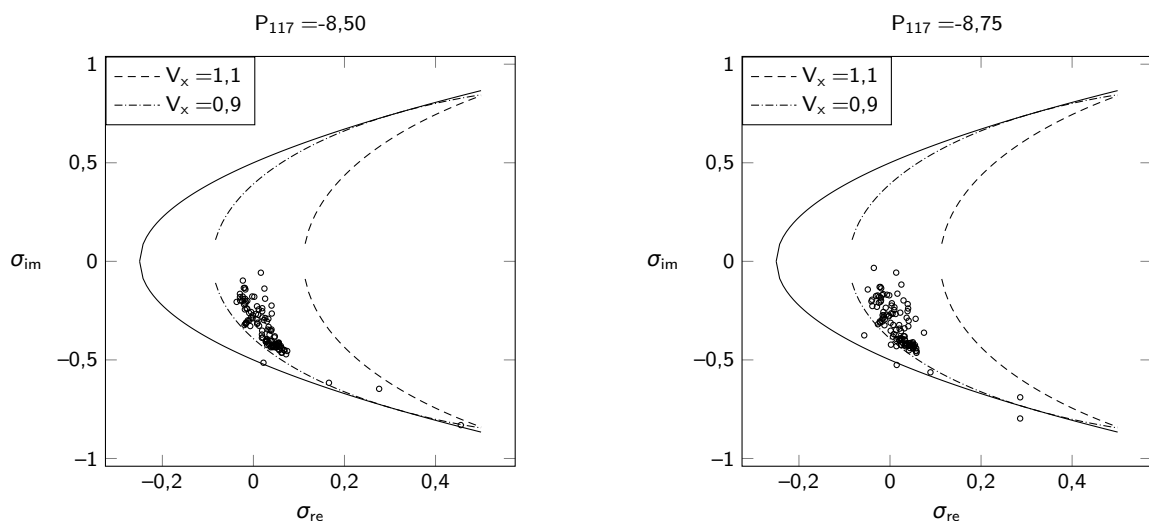 P117 =-8,50
Vx =1,1
Vx =0,9
1
0,5
0
−0,5
−1
σim
−0,2
0
0,2
0,4
σre
P117 =-8,75
Vx =1,1
Vx =0,9
1
0,5
0
−0,5
−1
σim
−0,2
0
0,2
0,4
σre